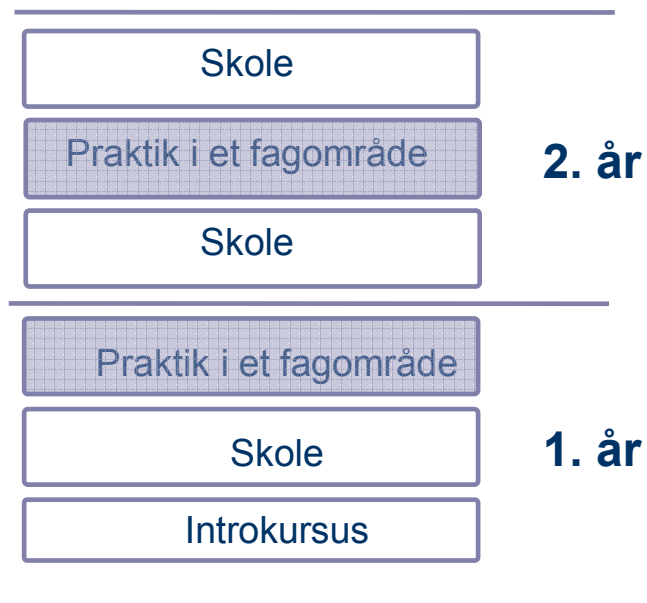 Skole
Praktik i et fagområde
2. år
Skole
Praktik i et fagområde
Skole
1. år
Introkursus